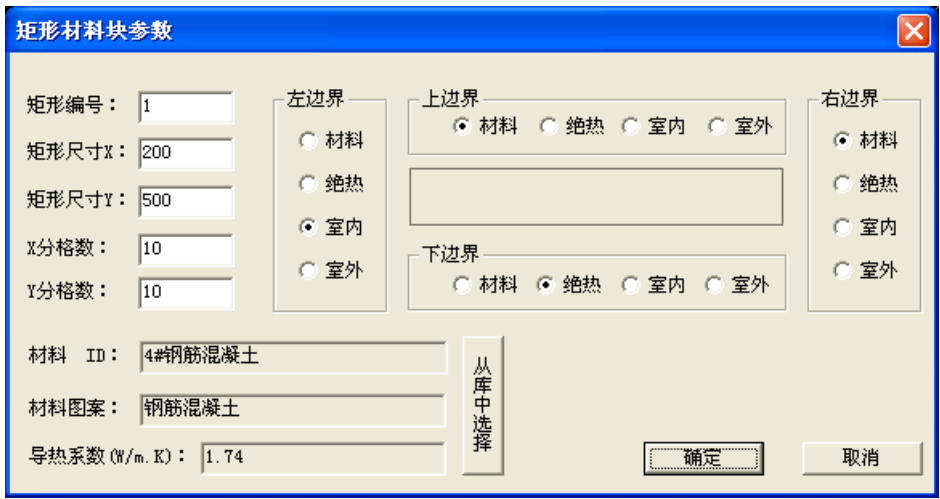 矩形材料块参数
矩形编号： 1
矩形尺寸X： 200
矩形尺寸Y： 500
X分格数： 10
Y分格数： 10
左边界
材料
绝热
室内
室外
上边界
材料 绝热 室内 室外
下边界
材料 绝热 室内 室外
右边界
材料
绝热
室内
室外
材料 ID： 4#钢筋混凝土
材料图案： 钢筋混凝土
导热系数(W/m.K)： 1.74
从库中选择
确定
取消